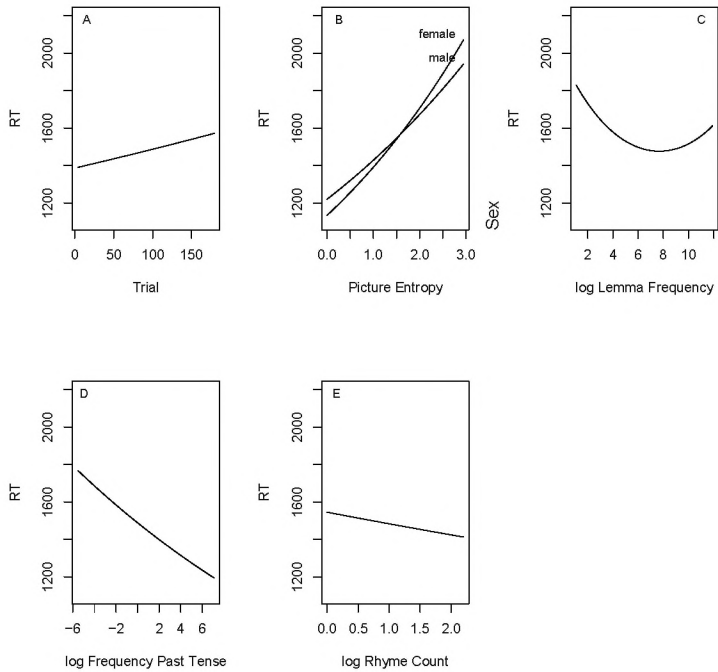 A
RT
1200 1600 2000
0 50 100 150
Trial
B
female
male
RT
1200 1600 2000
0.0 1.0 2.0 3.0
Picture Entropy
Sex
C
RT
1200 1600 2000
2 4 6 8 10
log Lemma Frequency
D
RT
1200 1600 2000
−6 −2 2 4 6
log Frequency Past Tense
E
RT
1200 1600 2000
0.0 0.5 1.0 1.5 2.0
log Rhyme Count